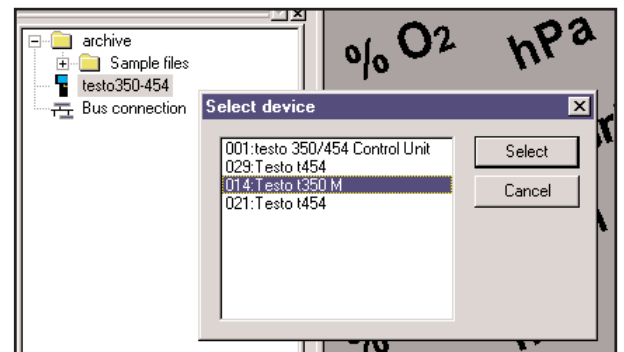 archive
Sample files
testo350-454
Bus connection
% O2
hPa
Select device
001:testo 350/454 Control Unit
029:Testo t454
014:Testo t350 M
021:Testo t454
Select
Cancel